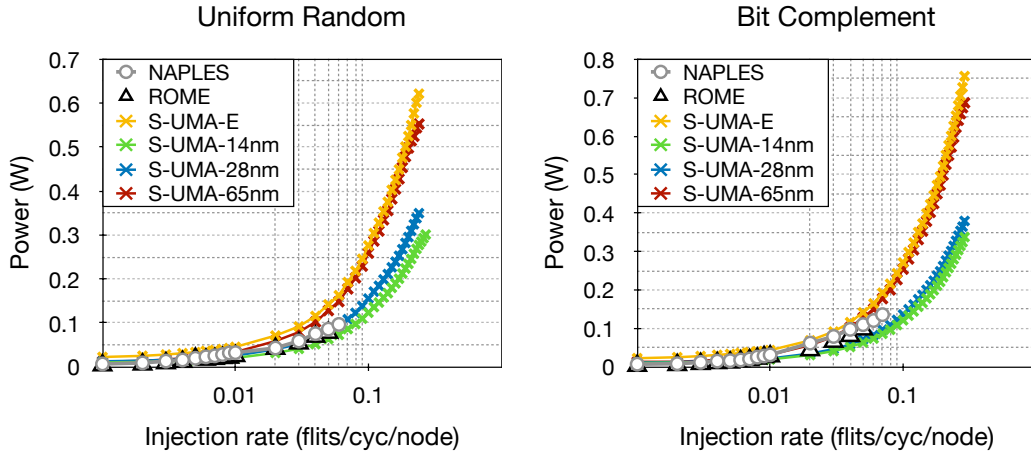 Uniform Random
Power (W)
0.7
0.6
0.5
0.4
0.3
0.2
0.1
0
NAPLES
ROME
S-UMA-E
S-UMA-14nm
S-UMA-28nm
S-UMA-65nm
0.01
0.1
Injection rate (flits/cyc/node)
Bit Complement
Power (W)
0.8
0.7
0.6
0.5
0.4
0.3
0.2
0.1
0
NAPLES
ROME
S-UMA-E
S-UMA-14nm
S-UMA-28nm
S-UMA-65nm
0.01
0.1
Injection rate (flits/cyc/node)